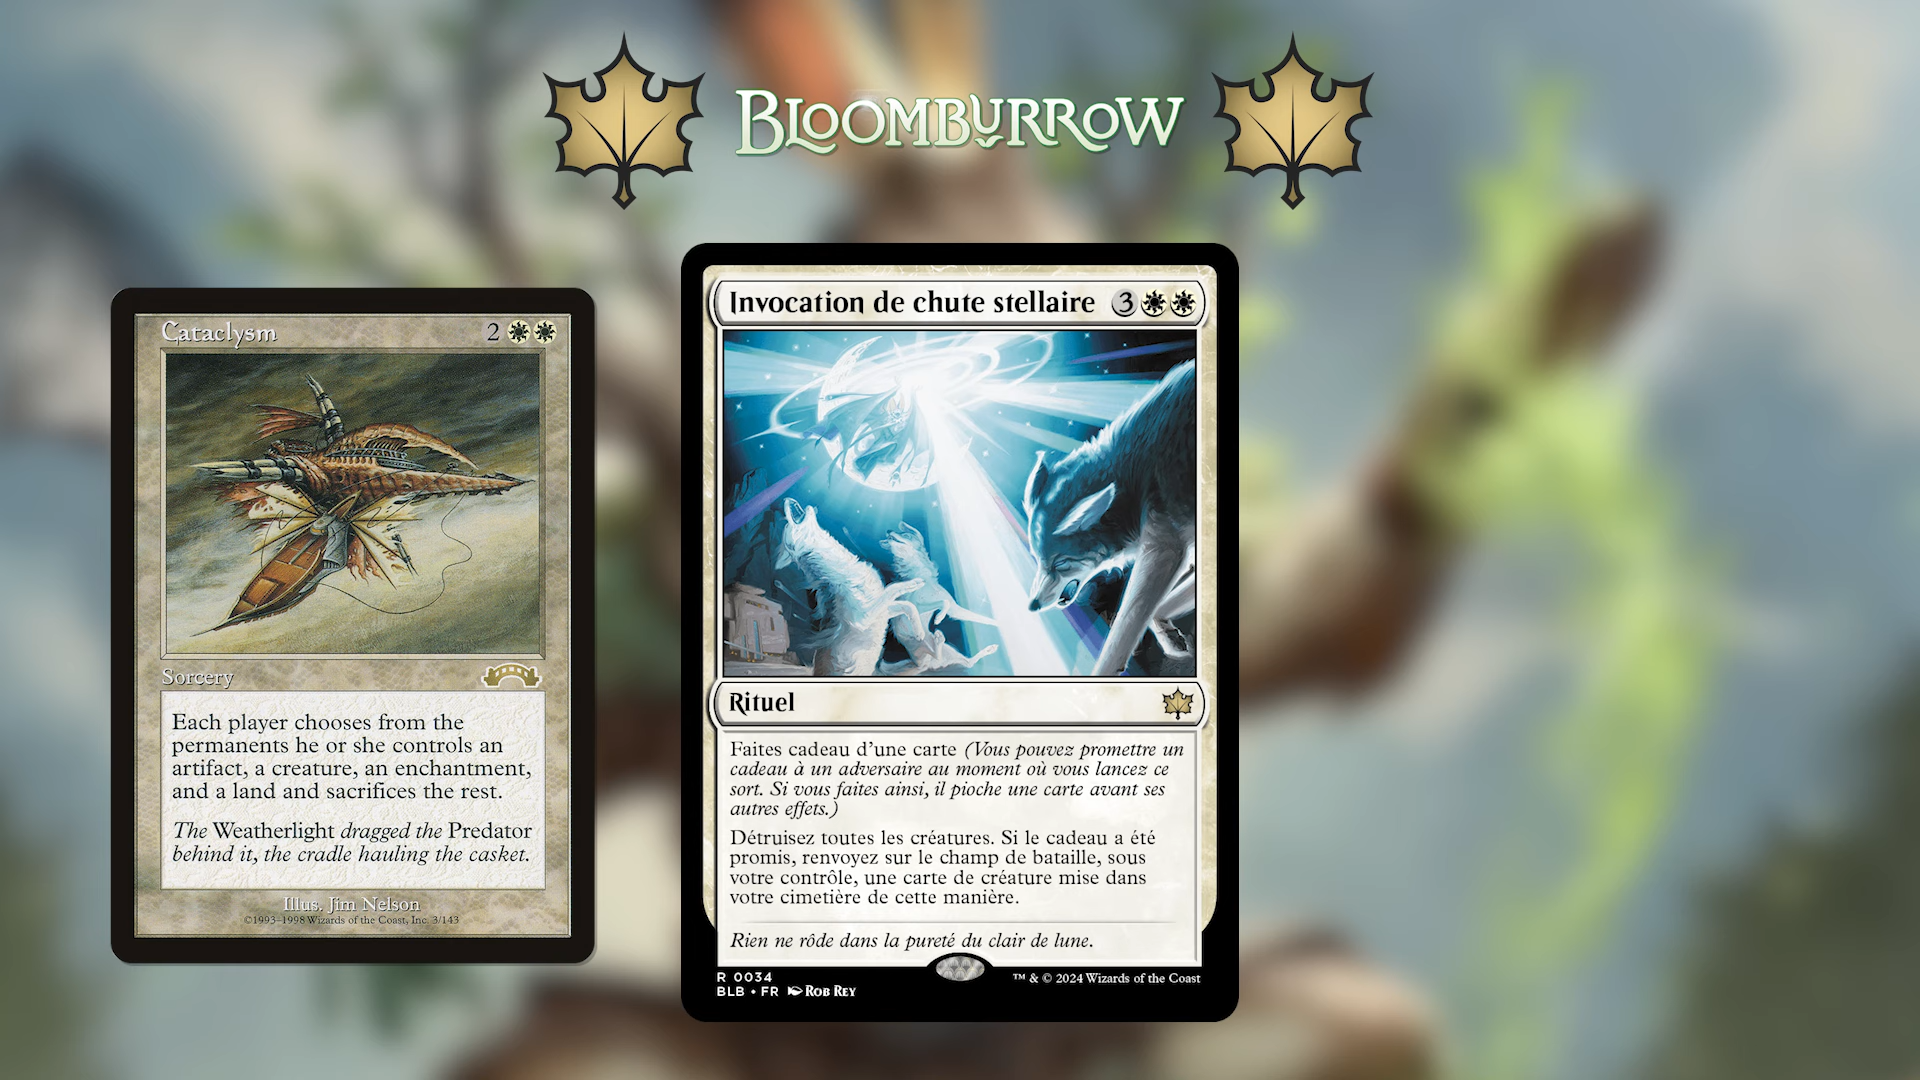 BLOOMBURROW
Cataclysm 2
Sorcery
Each player chooses from the
permanents he or she controls an
artifact, a creature, an enchantment,
and a land and sacrifices the rest.
The Weatherlight dragged the Predator
behind it, the cradle hauling the casket.
Illus. Jim Nelson
©1993–1998 Wizards of the Coast, Inc. 3/143
Invocation de chute stellaire 3
Rituel
Faites cadeau d'une carte (Vous pouvez promettre un
cadeau à un adversaire au moment où vous lancez ce
sort. Si vous faites ainsi, il pioche une carte avant ses
autres effets.)
Détruisez toutes les créatures. Si le cadeau a été
promis, renvoyez sur le champ de bataille, sous
votre contrôle, une carte de créature mise dans
votre cimetière de cette manière.
Rien ne rôde dans la pureté du clair de lune.
R 0034
BLB • FR Rob Rey
™ & © 2024 Wizards of the Coast